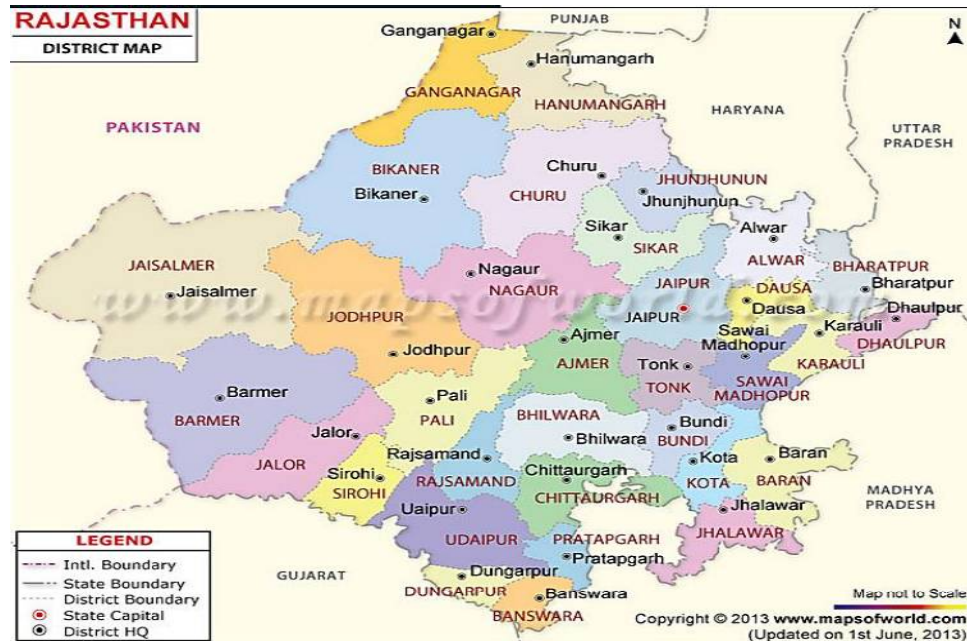 RAJASTHAN
DISTRICT MAP
PUNJAB
N
Ganganagar
Hanumangarh
GANGANAGAR
HANUMANGARH
HARYANA
PAKISTAN
UTTAR
PRADESH
BIKANER
Bikaner
Churu
CHURU
JHUNJHUNUN
Jhunjhunun
Sikar
SIKAR
Alwar
ALWAR
JAISALMER
Jaisalmer
Nagaur
NAGAUR
JAIPUR
JAIPUR
DAUSA
Dausa
BHARATPUR
Bharatpur
www.mapsofworld.com
JODHPUR
Jodhpur
Ajmer
AJMER
Tonk
TONK
Sawai
Madhopur
SAWAI
MADHOPUR
Karauli
KARAULI
Dhaulpur
DHAULPUR
Barmer
BARMER
Pali
PALI
BHILWARA
Bhilwara
Bundi
BUNDI
Jalor
JALOR
Rajsamand
RAJSAMAND
Chittaurgarh
CHITTAURGARH
Kota
KOTA
Baran
BARAN
Sirohi
SIROHI
Uaipur
UDAIPUR
Jhalawar
JHALAWAR
MADHYA
PRADESH
PRATAPGARH
Pratapgarh
GUJARAT
Dungarpur
DUNGARPUR
Banswara
BANSWARA
LEGEND
Intl. Boundary
State Boundary
District Boundary
State Capital
District HQ
Map not to Scale
Copyright © 2013 www.mapsofworld.com
(Updated on 1st June, 2013)